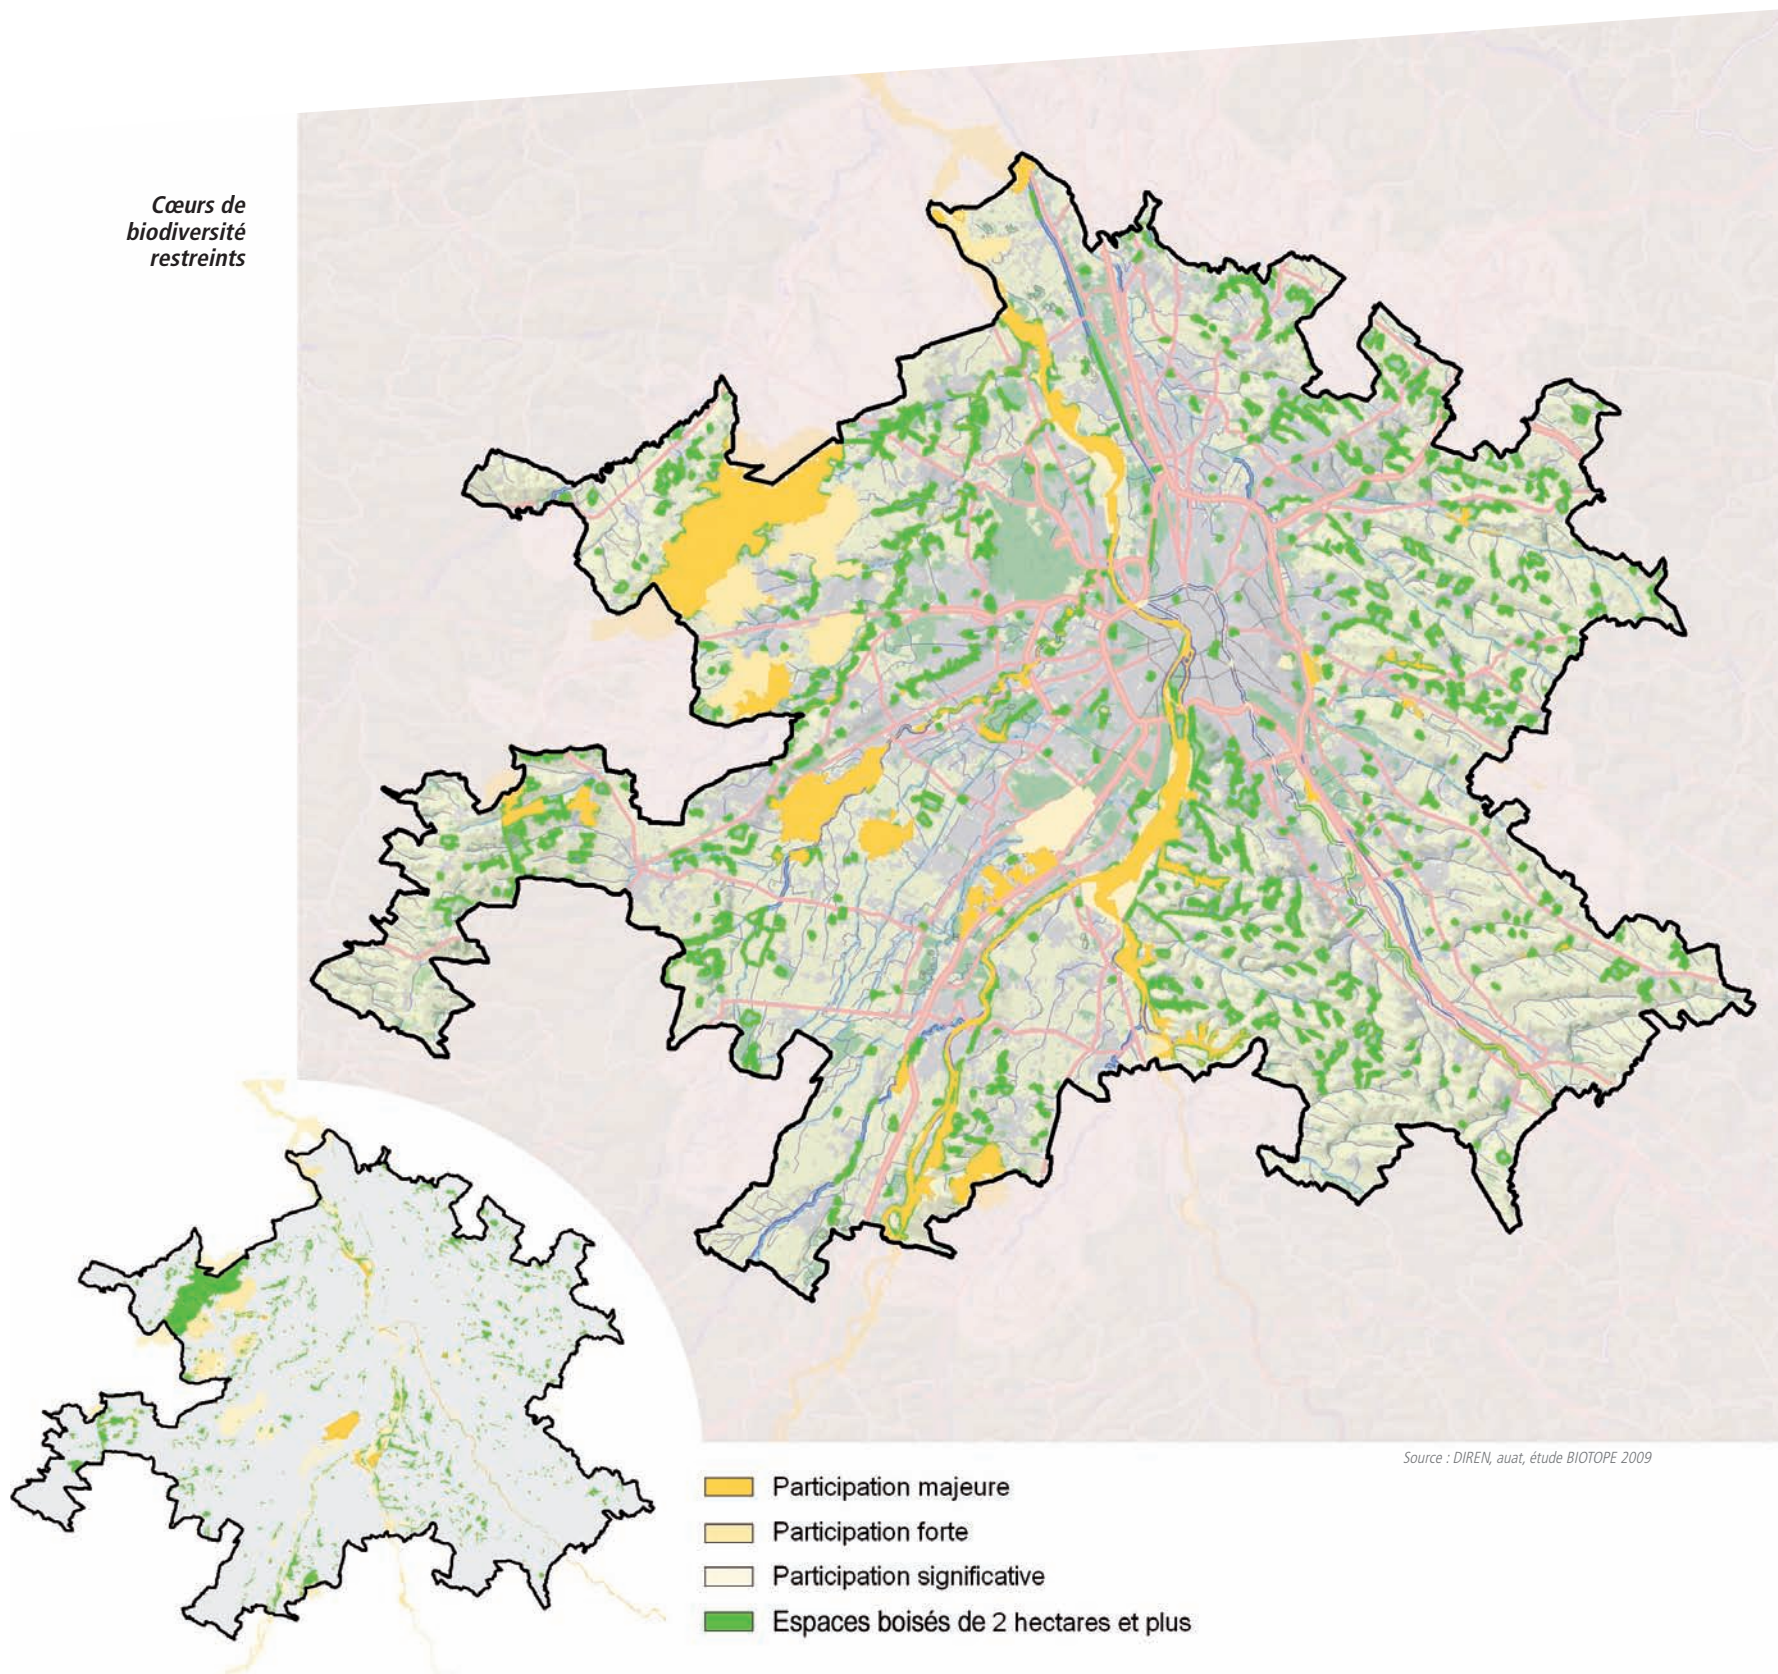 Cœurs de
biodiversité
restreints
Source : DIREN, auat, étude BIOTOPE 2009
Participation majeure
Participation forte
Participation significative
Espaces boisés de 2 hectares et plus